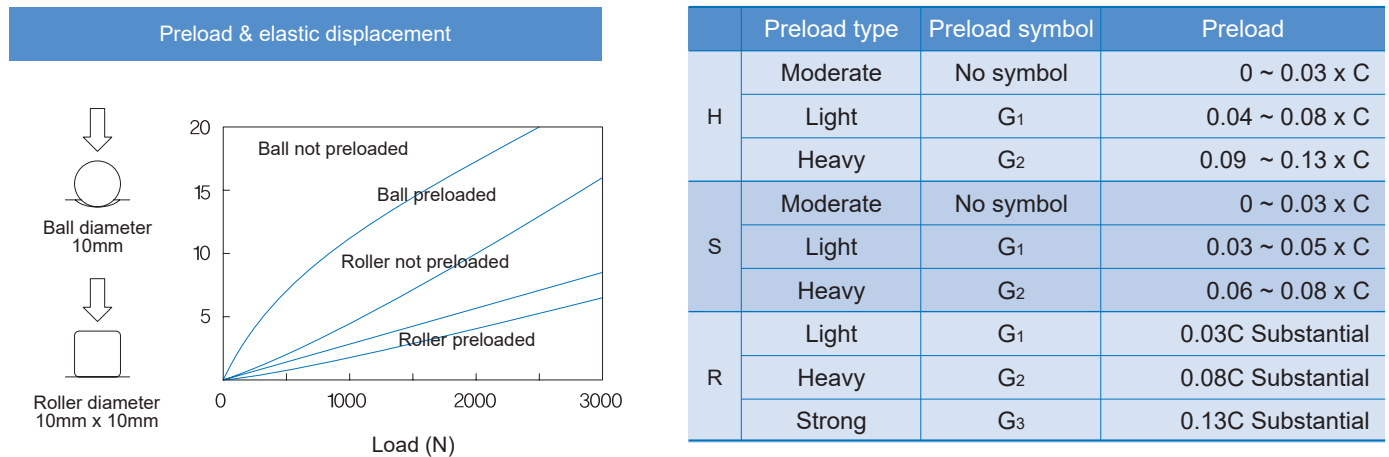 Preload & elastic displacement
Ball diameter
10mm
Roller diameter
10mm x 10mm
20
15
10
5
Ball not preloaded
Ball preloaded
Roller not preloaded
Roller preloaded
0 1000 2000 3000
Load (N)
Preload type Preload symbol Preload
H
Moderate No symbol 0 ~ 0.03 x C
Light G1 0.04 ~ 0.08 x C
Heavy G2 0.09 ~ 0.13 x C
S
Moderate No symbol 0 ~ 0.03 x C
Light G1 0.03 ~ 0.05 x C
Heavy G2 0.06 ~ 0.08 x C
R
Light G1 0.03C Substantial
Heavy G2 0.08C Substantial
Strong G3 0.13C Substantial